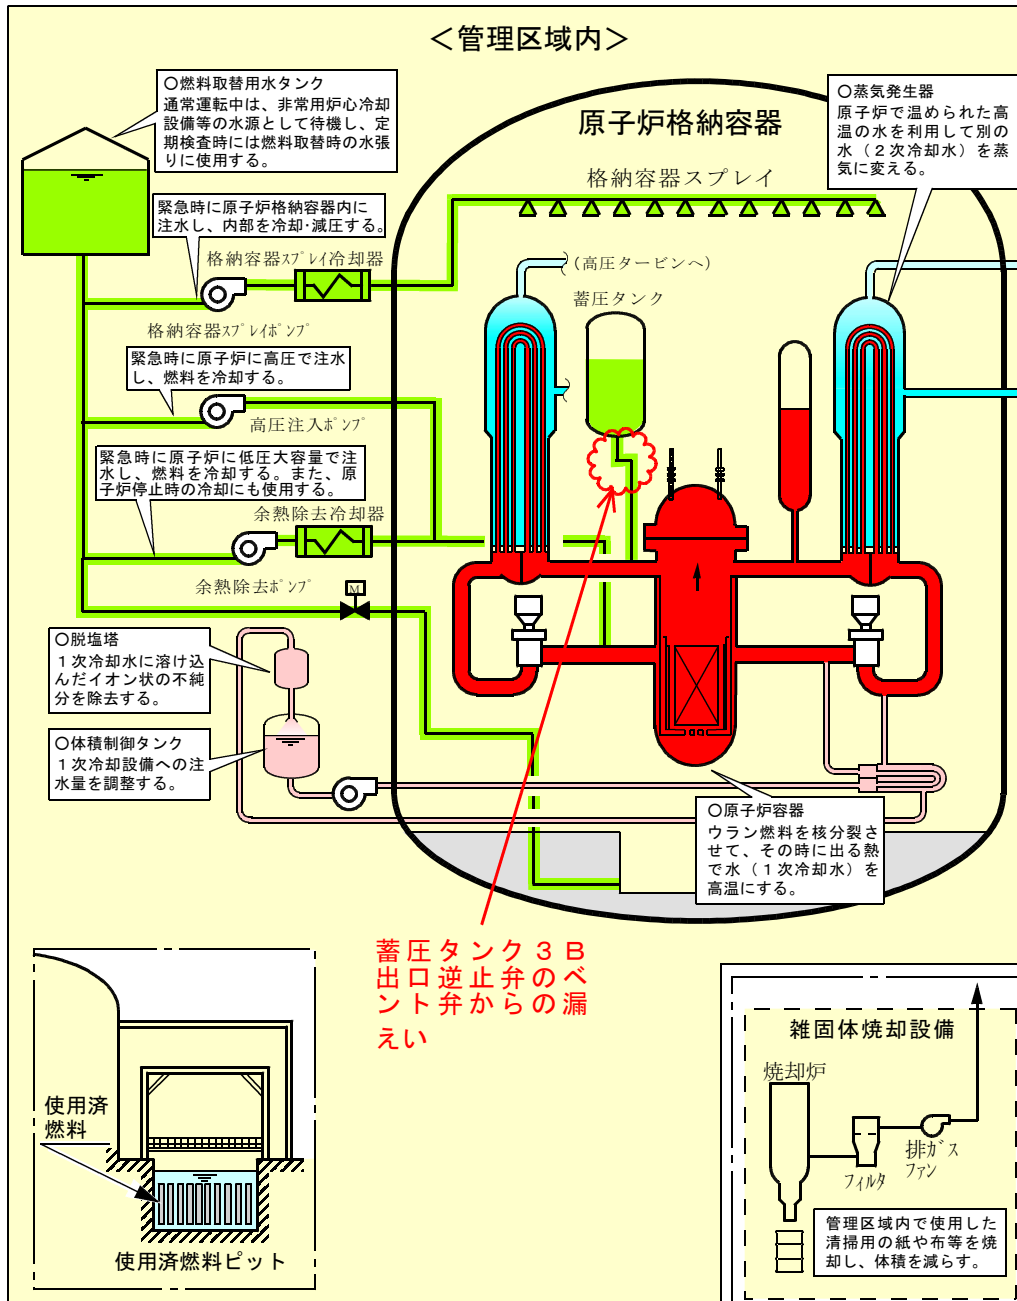 ＜管理区域内＞
○燃料取替用水タンク
通常運転中は、非常用炉心冷却
設備等の水源として待機し、定
期検査時には燃料取替時の水張
りに使用する。
○蒸気発生器
原子炉で温められた高
温の水を利用して別の
水（２次冷却水）を蒸
気に変える。
原子炉格納容器
格納容器スプレイ
緊急時に原子炉格納容器内に
注水し、内部を冷却･減圧する。
格納容器ｽﾌﾟﾚｲ冷却器
（高圧タービンへ）
蓄圧タンク
格納容器ｽﾌﾟﾚｲﾎﾟﾝﾌﾟ
緊急時に原子炉に高圧で注水
し、燃料を冷却する。
高圧注入ﾎﾟﾝﾌﾟ
緊急時に原子炉に低圧大容量で注
水し、燃料を冷却する。また、原
子炉停止時の冷却にも使用する。
余熱除去冷却器
余熱除去ﾎﾟﾝﾌﾟ
M
○脱塩塔
１次冷却水に溶け込
んだイオン状の不純
分を除去する。
○体積制御タンク
１次冷却設備への注
水量を調整する。
○原子炉容器
ウラン燃料を核分裂さ
せて、その時に出る熱
で水（１次冷却水）を
高温にする。
蓄圧タンク３Ｂ
出口逆止弁のベ
ント弁からの漏
えい
使用済
燃料
使用済燃料ピット
雑固体焼却設備
焼却炉
フィルタ
排ガス
ファン
管理区域内で使用した
清掃用の紙や布等を焼
却し、体積を減らす。